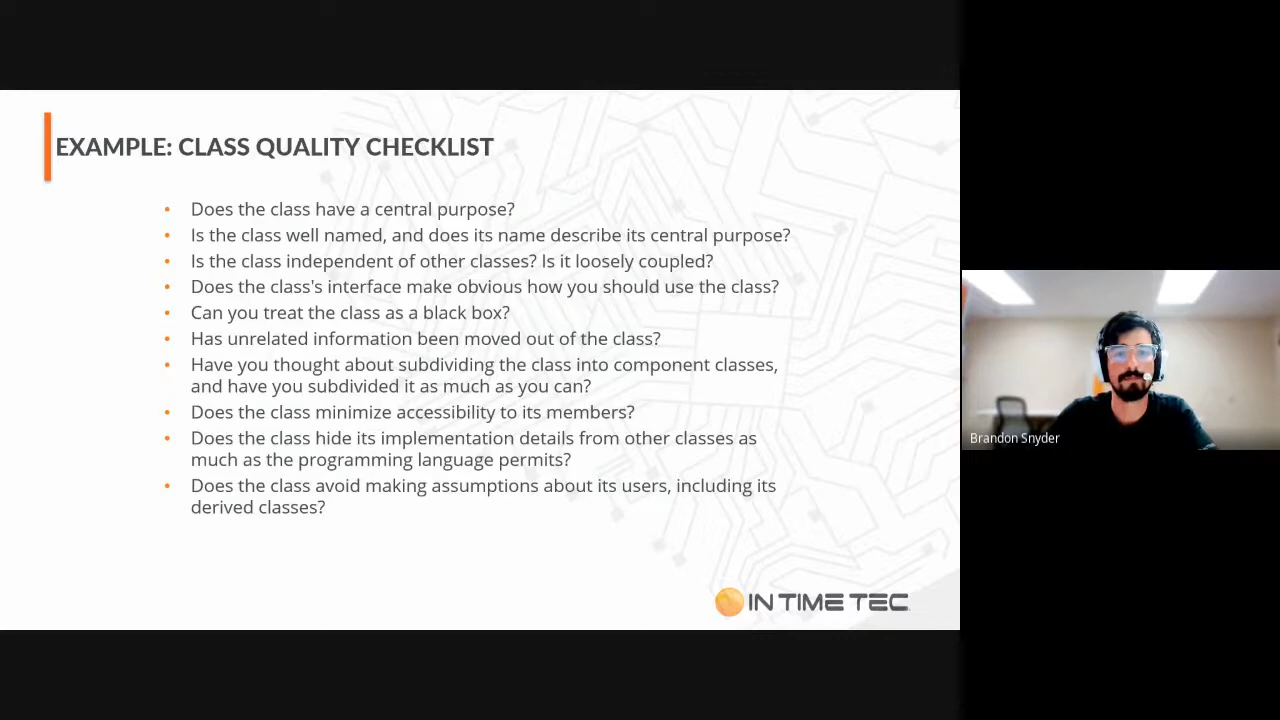 EXAMPLE: CLASS QUALITY CHECKLIST
• Does the class have a central purpose?
• Is the class well named, and does its name describe its central purpose?
• Is the class independent of other classes? Is it loosely coupled?
• Does the class's interface make obvious how you should use the class?
• Can you treat the class as a black box?
• Has unrelated information been moved out of the class?
• Have you thought about subdividing the class into component classes,
and have you subdivided it as much as you can?
• Does the class minimize accessibility to its members?
• Does the class hide its implementation details from other classes as
much as the programming language permits?
• Does the class avoid making assumptions about its users, including its
derived classes?
IN TIME TEC
Brandon Snyder